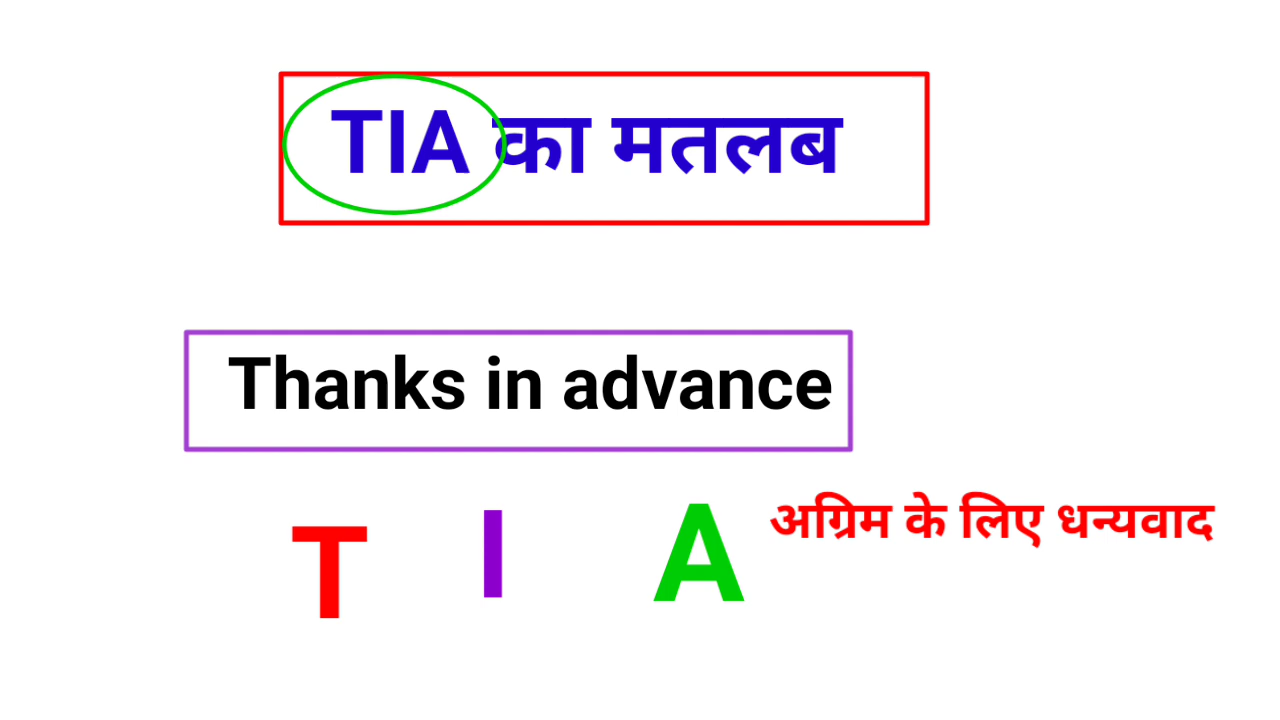 TIA का मतलब
Thanks in advance
T I A
अग्रिम के लिए धन्यवाद